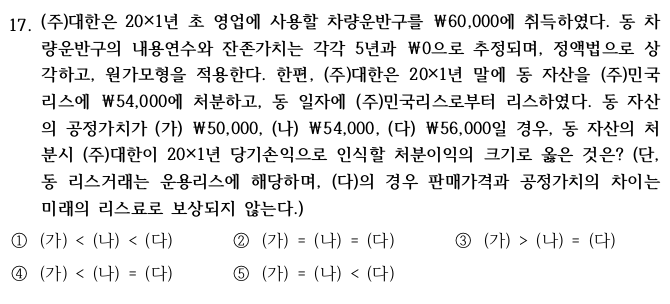 17. (주)대한은 20×1년 초 영업에 사용할 차량운반구를 ₩60,000에 취득하였다. 동 차
량운반구의 내용연수와 잔존가치는 각각 5년과 ₩0으로 추정되며, 정액법으로 상
각하고, 원가모형을 적용한다. 한편, (주)대한은 20×1년 말에 동 자산을 (주)민국
리스에 ₩54,000에 처분하고, 동 일자에 (주)민국리스로부터 리스하였다. 동 자산
의 공정가치가 (가) ₩50,000, (나) ₩54,000, (다) ₩56,000일 경우, 동 자산의 처
분시 (주)대한이 20×1년 당기손익으로 인식할 처분이익의 크기로 옳은 것은? (단,
동 리스거래는 운용리스에 해당하며, (다)의 경우 판매가격과 공정가치의 차이는
미래의 리스료로 보상되지 않는다.)
① (가) < (나) < (다) ② (가) = (나) = (다) ③ (가) > (나) = (다)
④ (가) < (나) = (다) ⑤ (가) = (나) < (다)